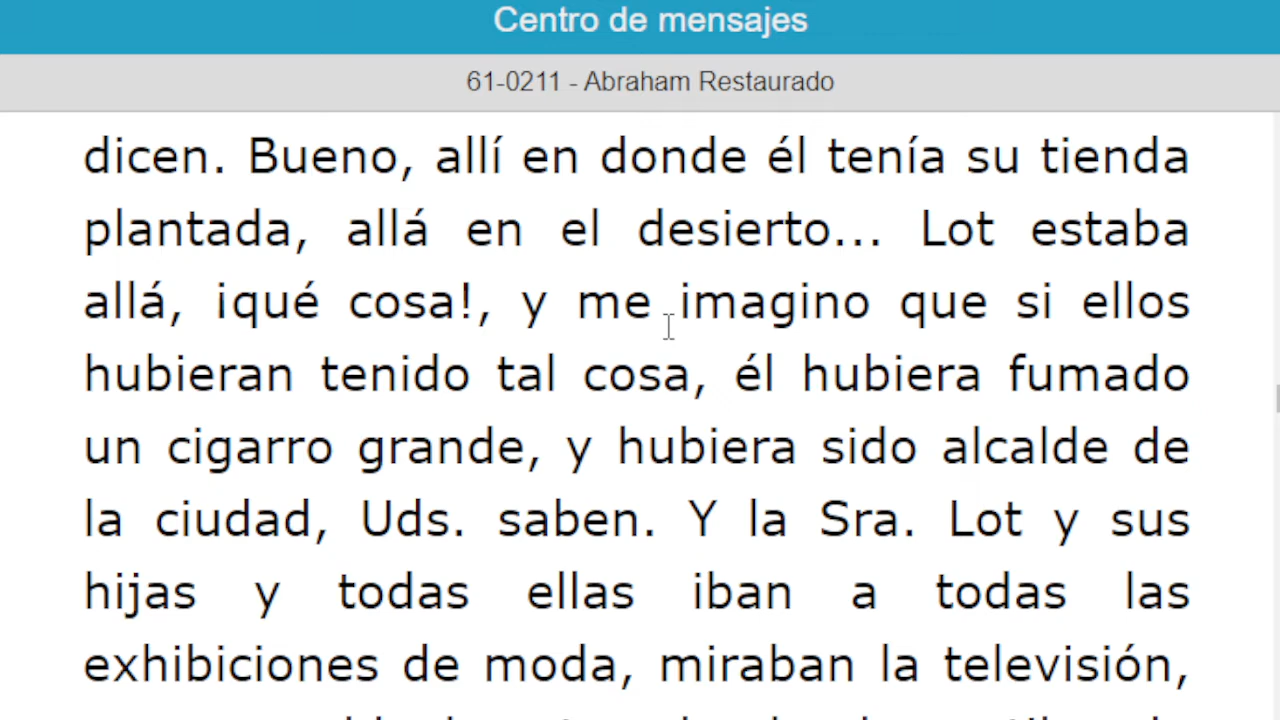 Centro de mensajes
61-0211 - Abraham Restaurado
dicen. Bueno, allí en donde él tenía su tienda
plantada, allá en el desierto... Lot estaba
allá, ¡qué cosa!, y me imagino que si ellos
hubieran tenido tal cosa, él hubiera fumado
un cigarro grande, y hubiera sido alcalde de
la ciudad, Uds. saben. Y la Sra. Lot y sus
hijas y todas ellas iban a todas las
exhibiciones de moda, miraban la televisión,